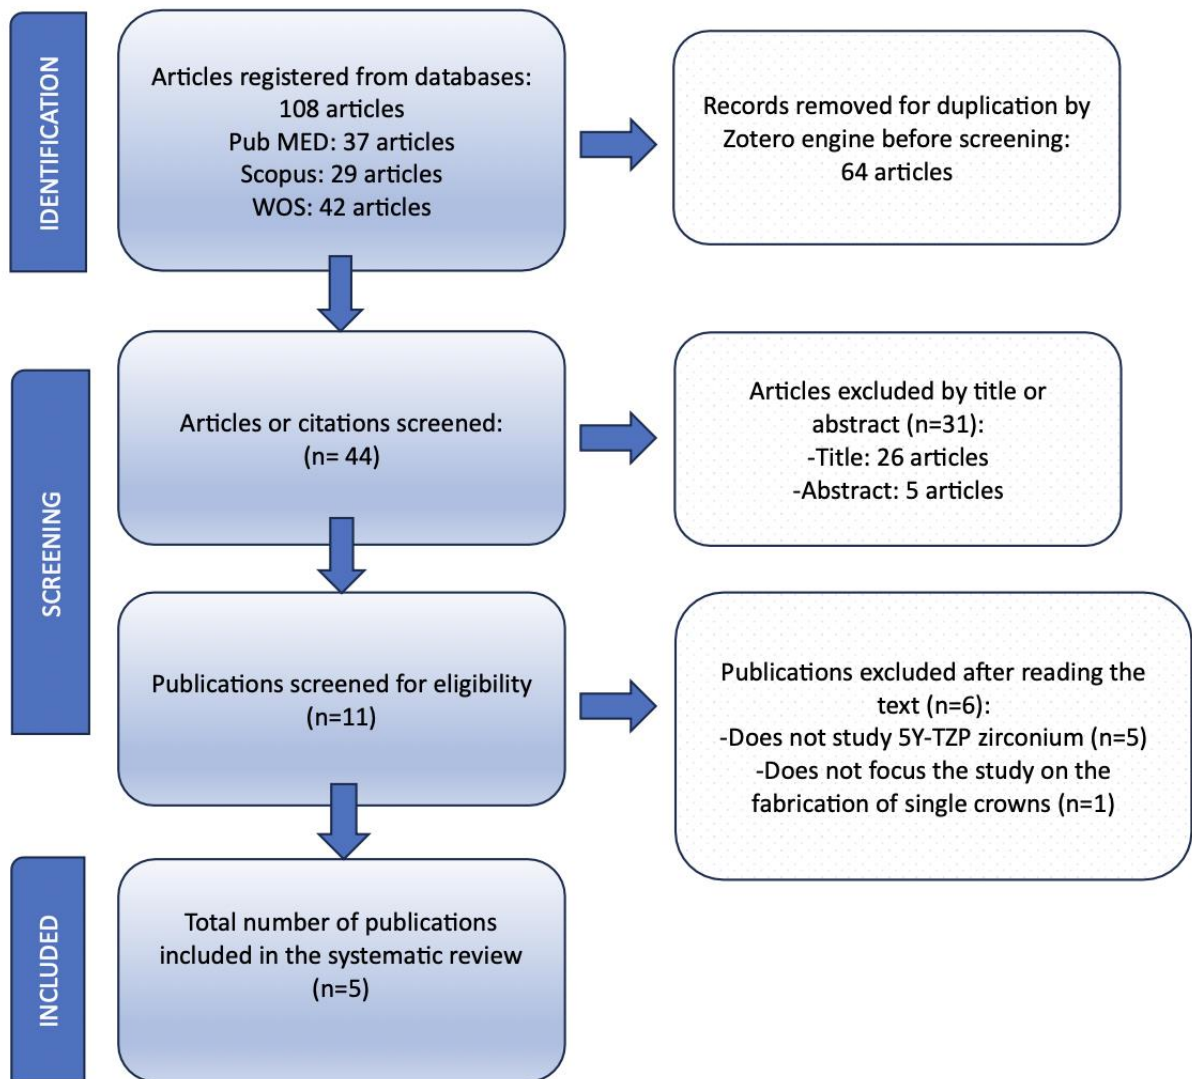 IDENTIFICATION
Articles registered from databases:
108 articles
Pub MED: 37 articles
Scopus: 29 articles
WOS: 42 articles
Records removed for duplication by
Zotero engine before screening:
64 articles
SCREENING
Articles or citations screened:
(n= 44)
Articles excluded by title or
abstract (n=31):
-Title: 26 articles
-Abstract: 5 articles
Publications screened for eligibility
(n=11)
Publications excluded after reading the
text (n=6):
-Does not study 5Y-TZP zirconium (n=5)
-Does not focus the study on the
fabrication of single crowns (n=1)
INCLUDED
Total number of publications
included in the systematic review
(n=5)